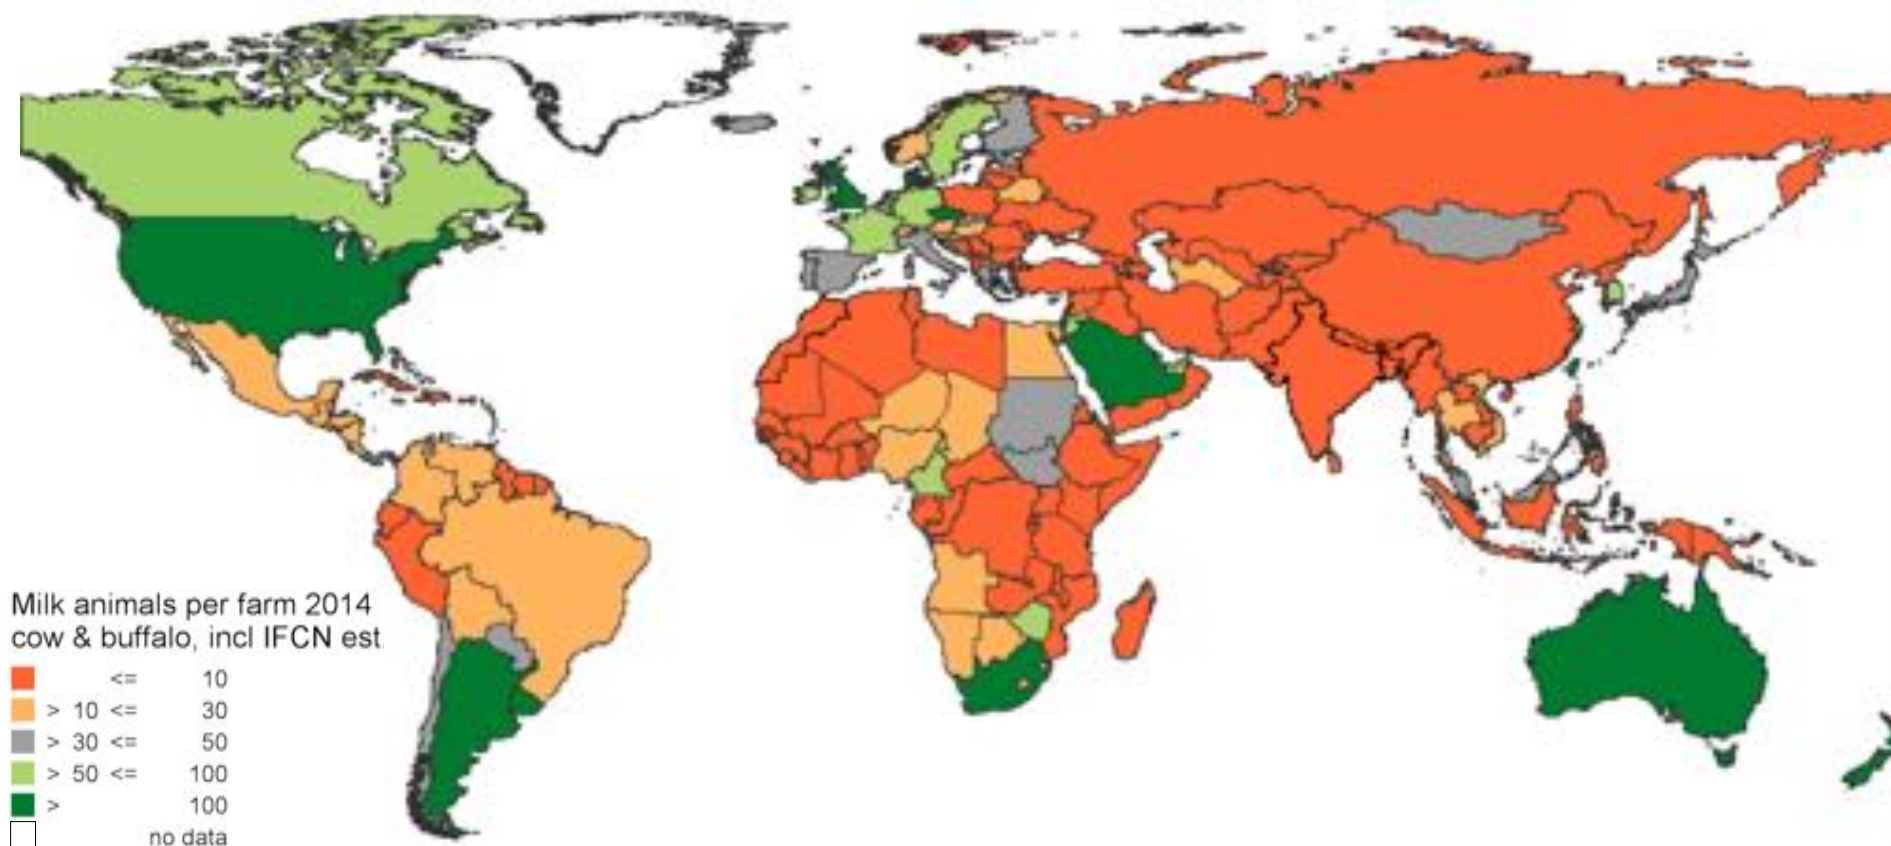 Milk animals per farm 2014
cow & buffalo, incl IFCN est
<= 10
> 10 <= 30
> 30 <= 50
> 50 <= 100
> 100
no data